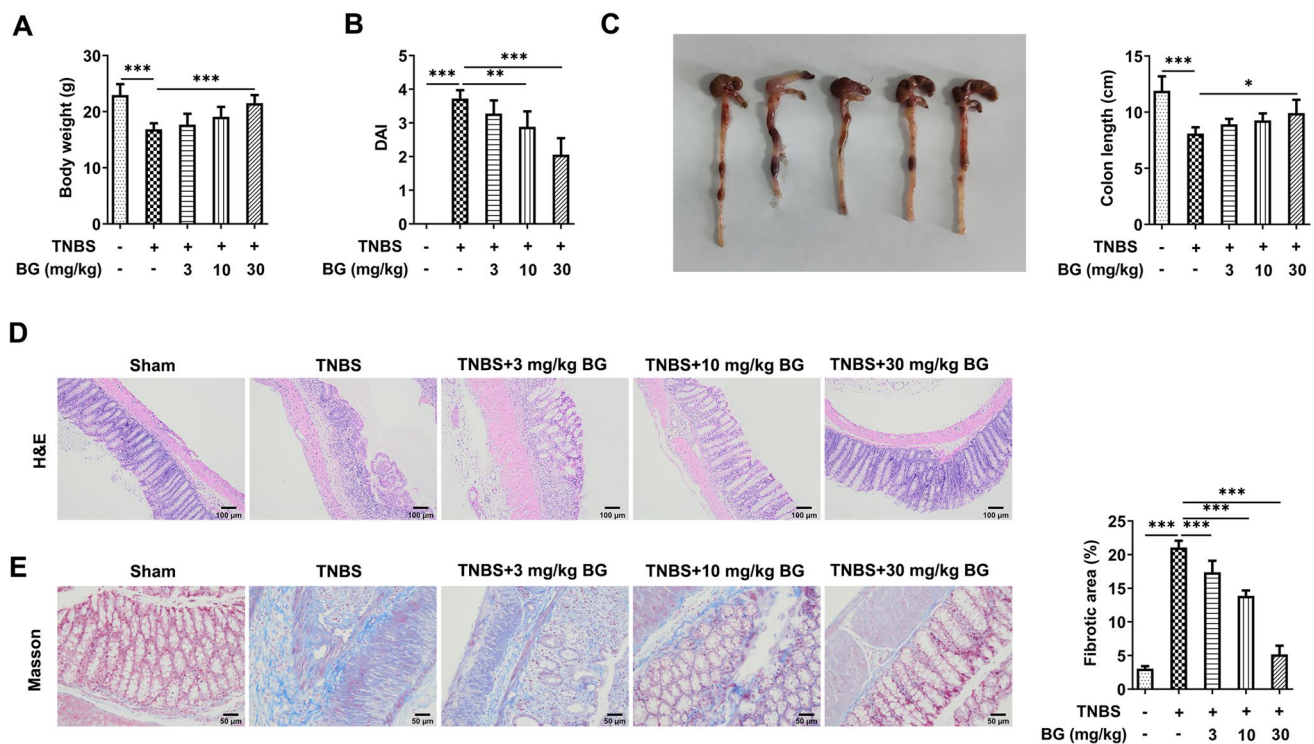 A
Body weight (g)
30
20
10
0
***
***
TNBS - + + + +
BG (mg/kg) - - 3 10 30
B
DAI
5
4
3
2
1
0
***
**
***
TNBS - + + + +
BG (mg/kg) - - 3 10 30
C
Colon length (cm)
15
10
5
0
***
*
TNBS - + + + +
BG (mg/kg) - - 3 10 30
D
Sham TNBS TNBS+3 mg/kg BG TNBS+10 mg/kg BG TNBS+30 mg/kg BG
H&E
100 μm 100 μm 100 μm 100 μm 100 μm
E
Sham TNBS TNBS+3 mg/kg BG TNBS+10 mg/kg BG TNBS+30 mg/kg BG
Masson
50 μm 50 μm 50 μm 50 μm 50 μm
Fibrotic area (%)
25
20
15
10
5
0
***
***
*** ***
TNBS - + + + +
BG (mg/kg) - - 3 10 30